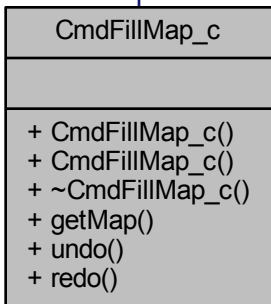 CmdFillMap_c
+ CmdFillMap_c()
+ CmdFillMap_c()
+ ~CmdFillMap_c()
+ getMap()
+ undo()
+ redo()